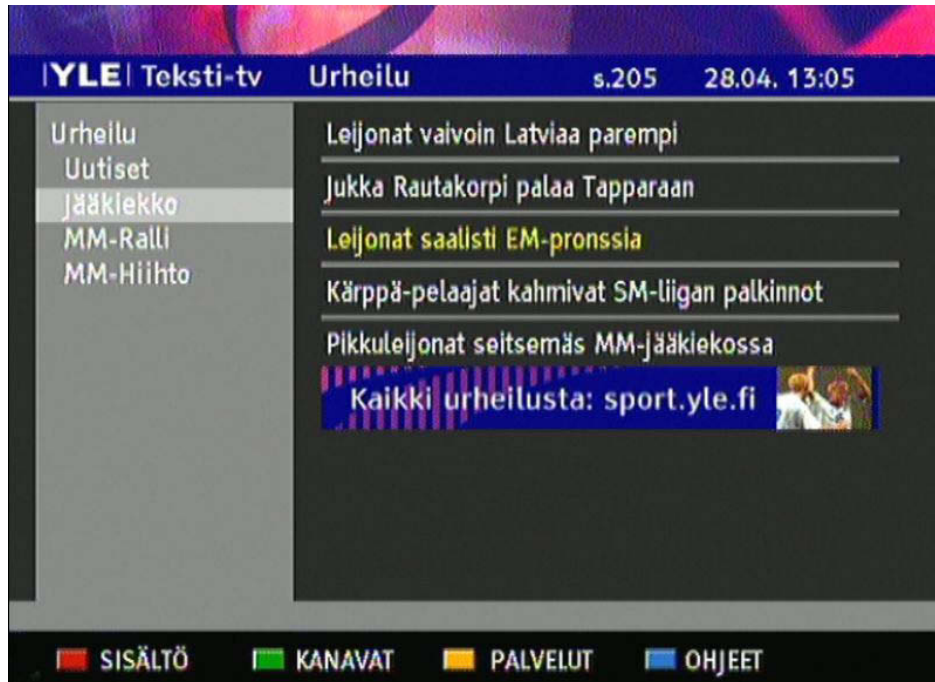 YLE Teksti-tv Urheilu s.205 28.04. 13:05
Urheilu
Uutiset
Jääkiekko
MM-Ralli
MM-Hiihto
Leijonat vaivoin Latviaa parempi
Jukka Rautakorpi palaa Tapparaan
Leijonat saalisti EM-pronssia
Kärppä-pelaajat kahmivat SM-liigan palkinnot
Pikkuleijonat seitsemäs MM-jääkiekossa
Kaikki urheilusta: sport.yle.fi
SISÄLTÖ KANAVAT PALVELUT OHJEET